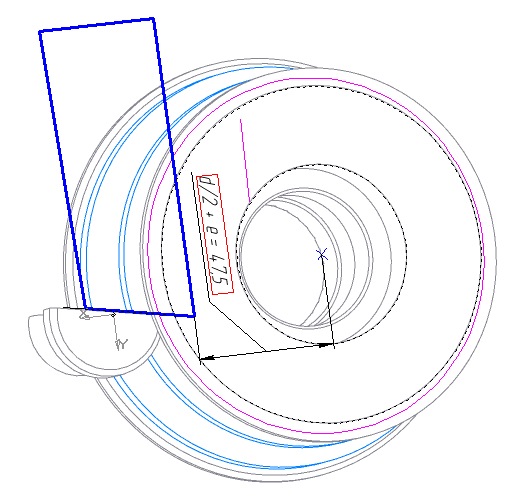 d/2 + e = 475
X
Y